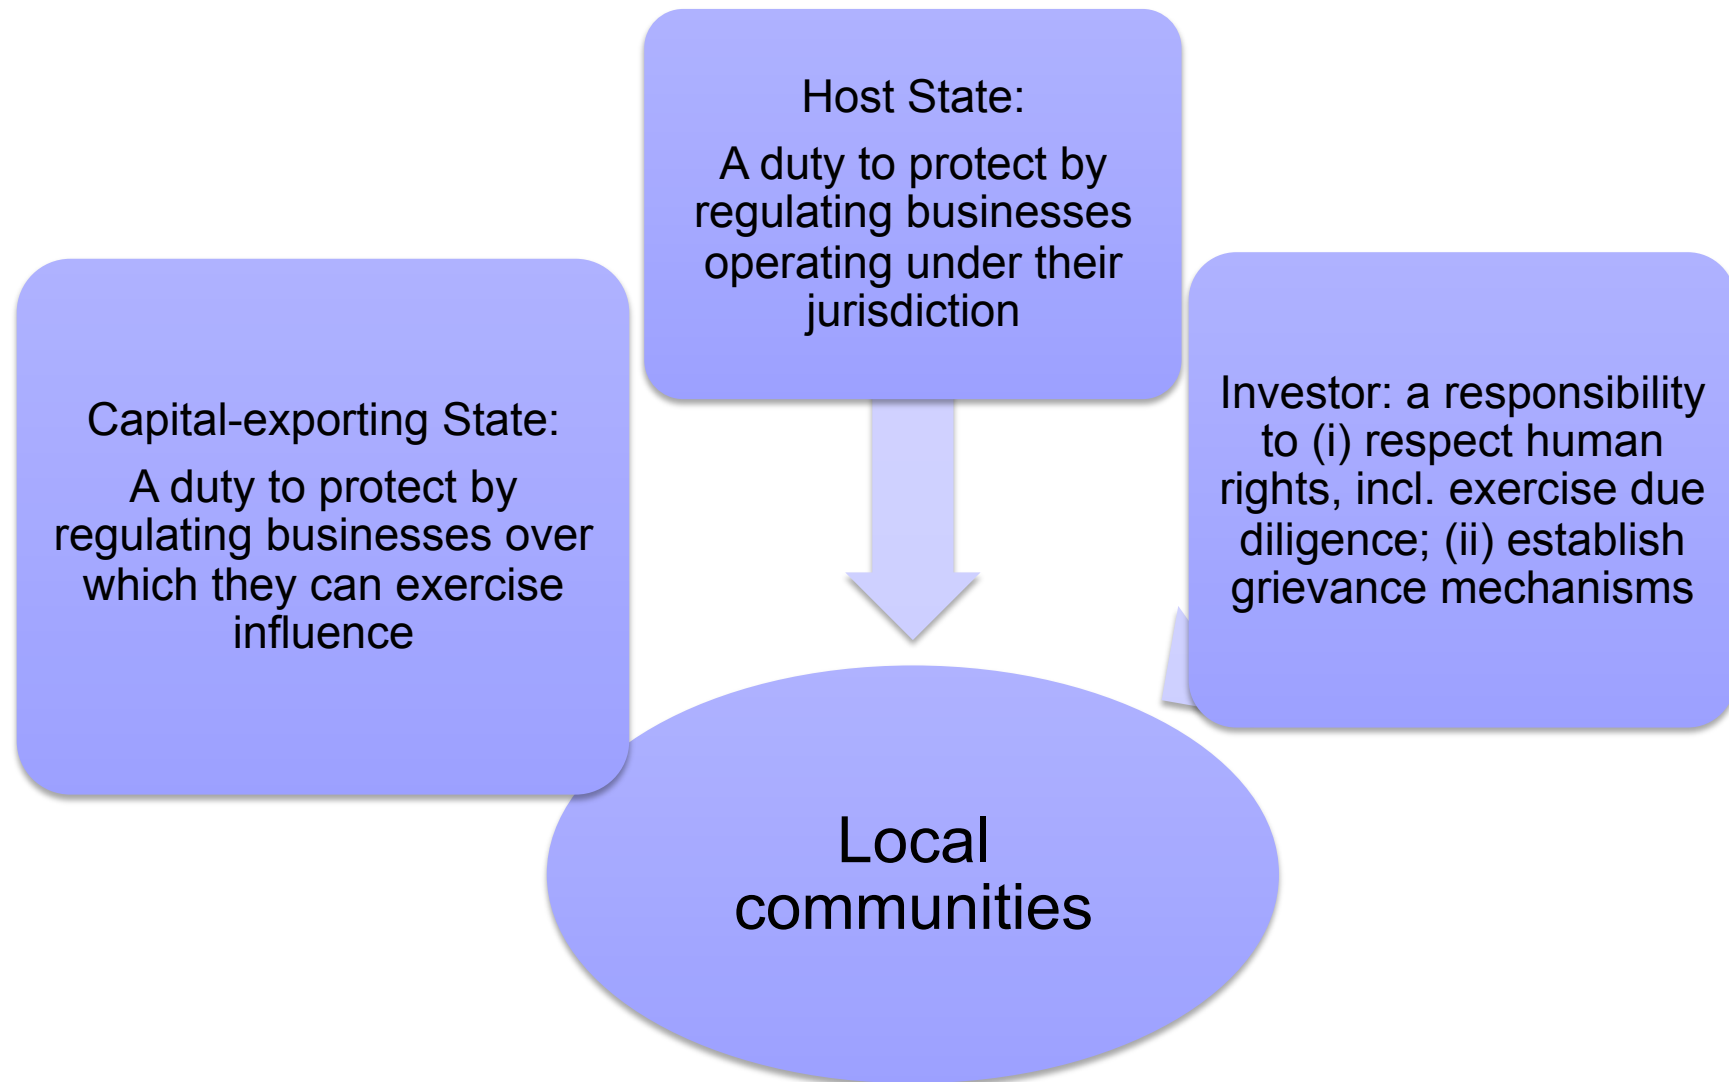 Host State:
A duty to protect by
regulating businesses
operating under their
jurisdiction
Capital-exporting State:
A duty to protect by
regulating businesses over
which they can exercise
influence
Investor: a responsibility
to (i) respect human
rights, incl. exercise due
diligence; (ii) establish
grievance mechanisms
Local
communities